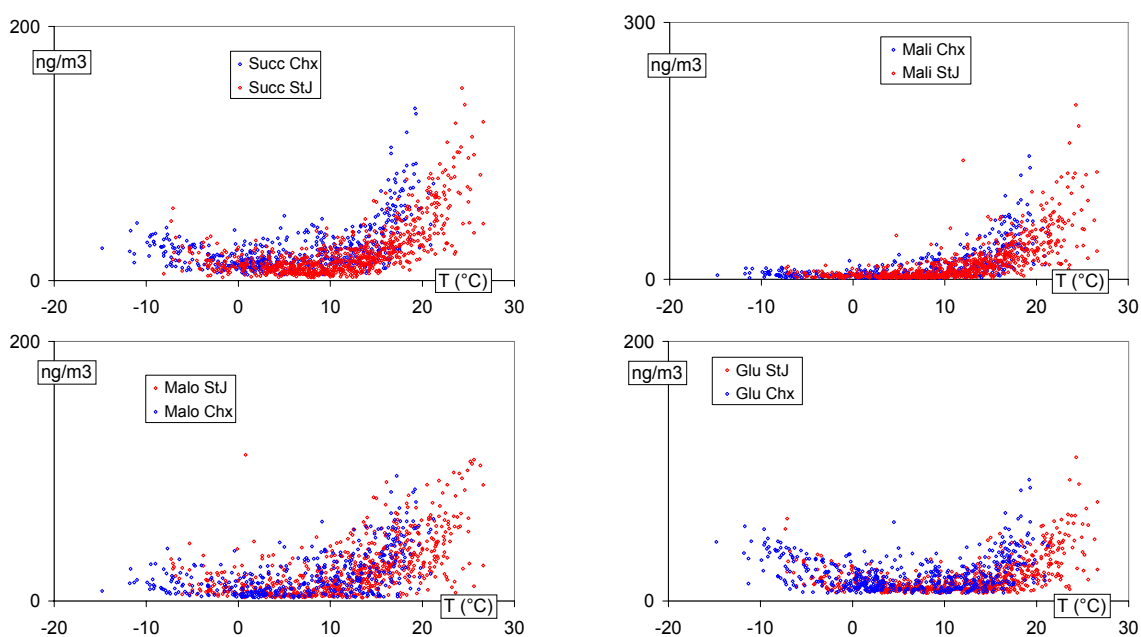 200
ng/m3
Succ Chx
Succ StJ
0
T (°C)
-20 -10 0 10 20 30
300
ng/m3
Mali Chx
Mali StJ
0
T (°C)
-20 -10 0 10 20 30
200
ng/m3
Malo StJ
Malo Chx
0
T (°C)
-20 -10 0 10 20 30
200
ng/m3
Glu StJ
Glu Chx
0
T (°C)
-20 -10 0 10 20 30